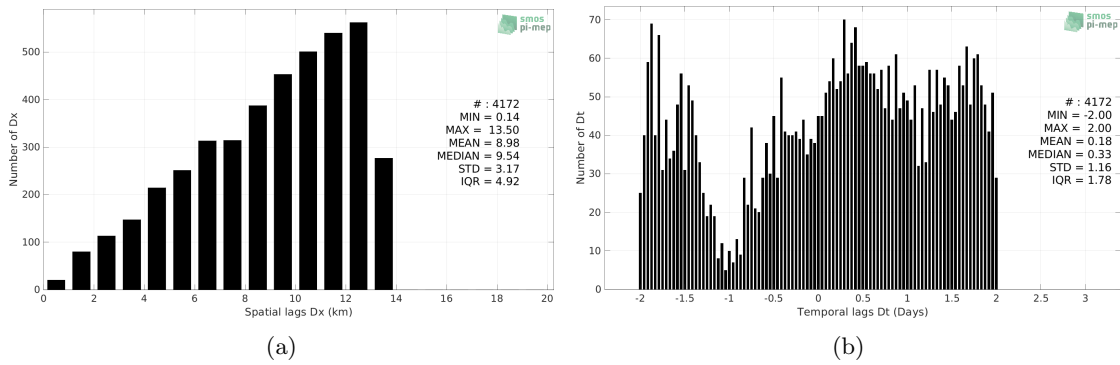 smos
pi-mep
Number of Dx
500
400
300
200
100
0
# : 4172
MIN = 0.14
MAX = 13.50
MEAN = 8.98
MEDIAN = 9.54
STD = 3.17
IQR = 4.92
0 2 4 6 8 10 12 14 16 18 20
Spatial lags Dx (km)
(a)
smos
pi-mep
Number of Dt
70
60
50
40
30
20
10
0
# : 4172
MIN = -2.00
MAX = 2.00
MEAN = 0.18
MEDIAN = 0.33
STD = 1.16
IQR = 1.78
-2 -1.5 -1 -0.5 0 0.5 1 1.5 2 2.5 3
Temporal lags Dt (Days)
(b)